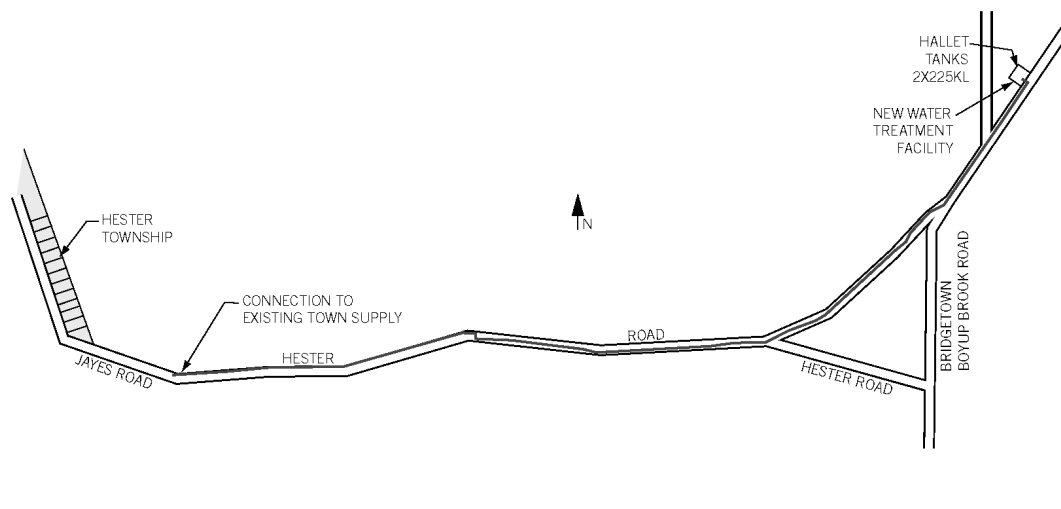 HALLET
TANKS
2X225KL
NEW WATER
TREATMENT
FACILITY
HESTER
TOWNSHIP
N
CONNECTION TO
EXISTING TOWN SUPPLY
JAYES ROAD
HESTER
ROAD
HESTER ROAD
BRIDGETOWN
BOYUP BROOK ROAD